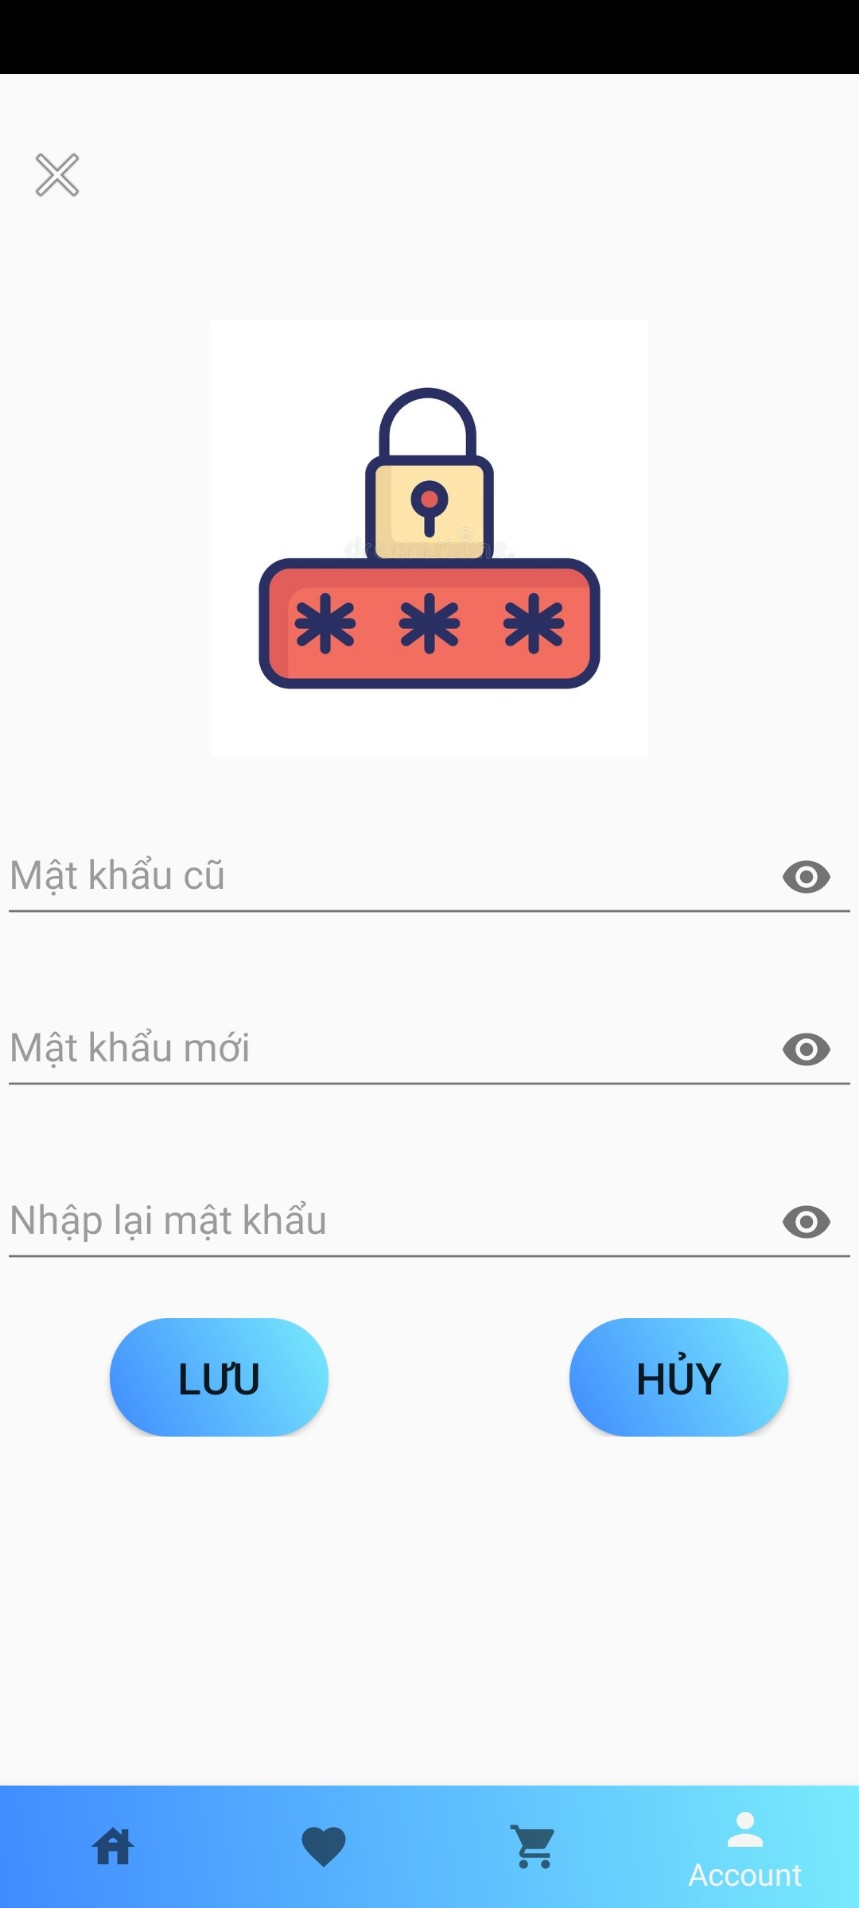 Mật khẩu cũ
Mật khẩu mới
Nhập lại mật khẩu
LƯU
HỦY
Account